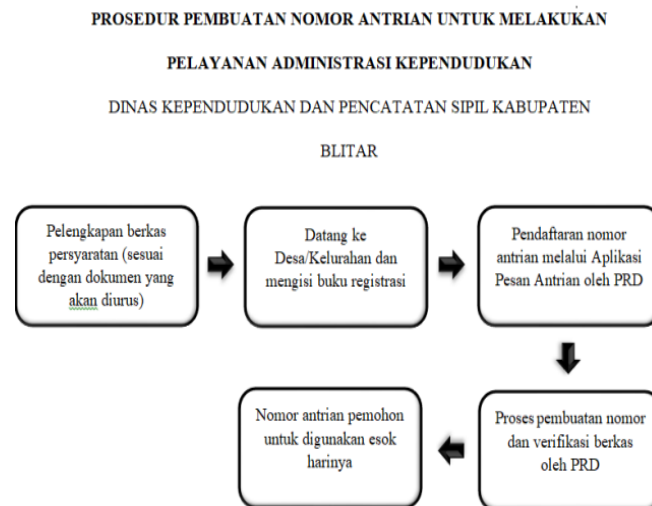 PROSEDUR PEMBUATAN NOMOR ANTRIAN UNTUK MELAKUKAN
PELAYANAN ADMINISTRASI KEPENDUDUKAN
DINAS KEPENDUDUKAN DAN PENCATATAN SIPIL KABUPATEN
BLITAR
Pelengkapan berkas
persyaratan (sesuai
dengan dokumen yang
akan diurus)
Datang ke
Desa/Kelurahan dan
mengisi buku registrasi
Pendaftaran nomor
antrian melalui Aplikasi
Pesan Antrian oleh PRD
Proses pembuatan nomor
dan verifikasi berkas
oleh PRD
Nomor antrian pemohon
untuk digunakan esok
harinya